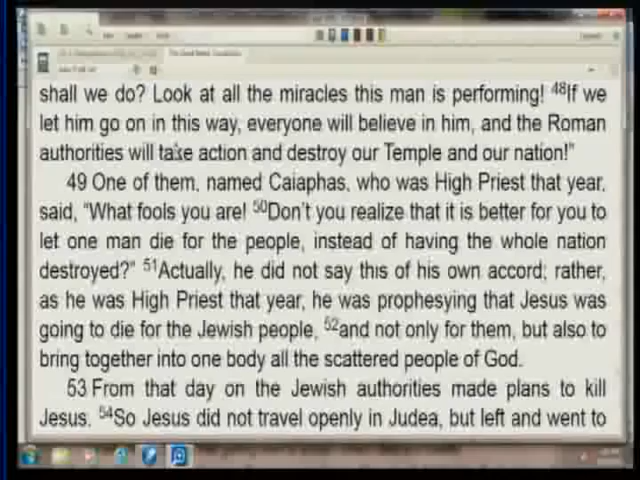 shall we do? Look at all the miracles this man is performing! 48If we
let him go on in this way, everyone will believe in him, and the Roman
authorities will take action and destroy our Temple and our nation!”
49 One of them, named Caiaphas, who was High Priest that year,
said, “What fools you are! 50Don’t you realize that it is better for you to
let one man die for the people, instead of having the whole nation
destroyed?” 51Actually, he did not say this of his own accord; rather,
as he was High Priest that year, he was prophesying that Jesus was
going to die for the Jewish people, 52and not only for them, but also to
bring together into one body all the scattered people of God.
53 From that day on the Jewish authorities made plans to kill
Jesus. 54So Jesus did not travel openly in Judea, but left and went to